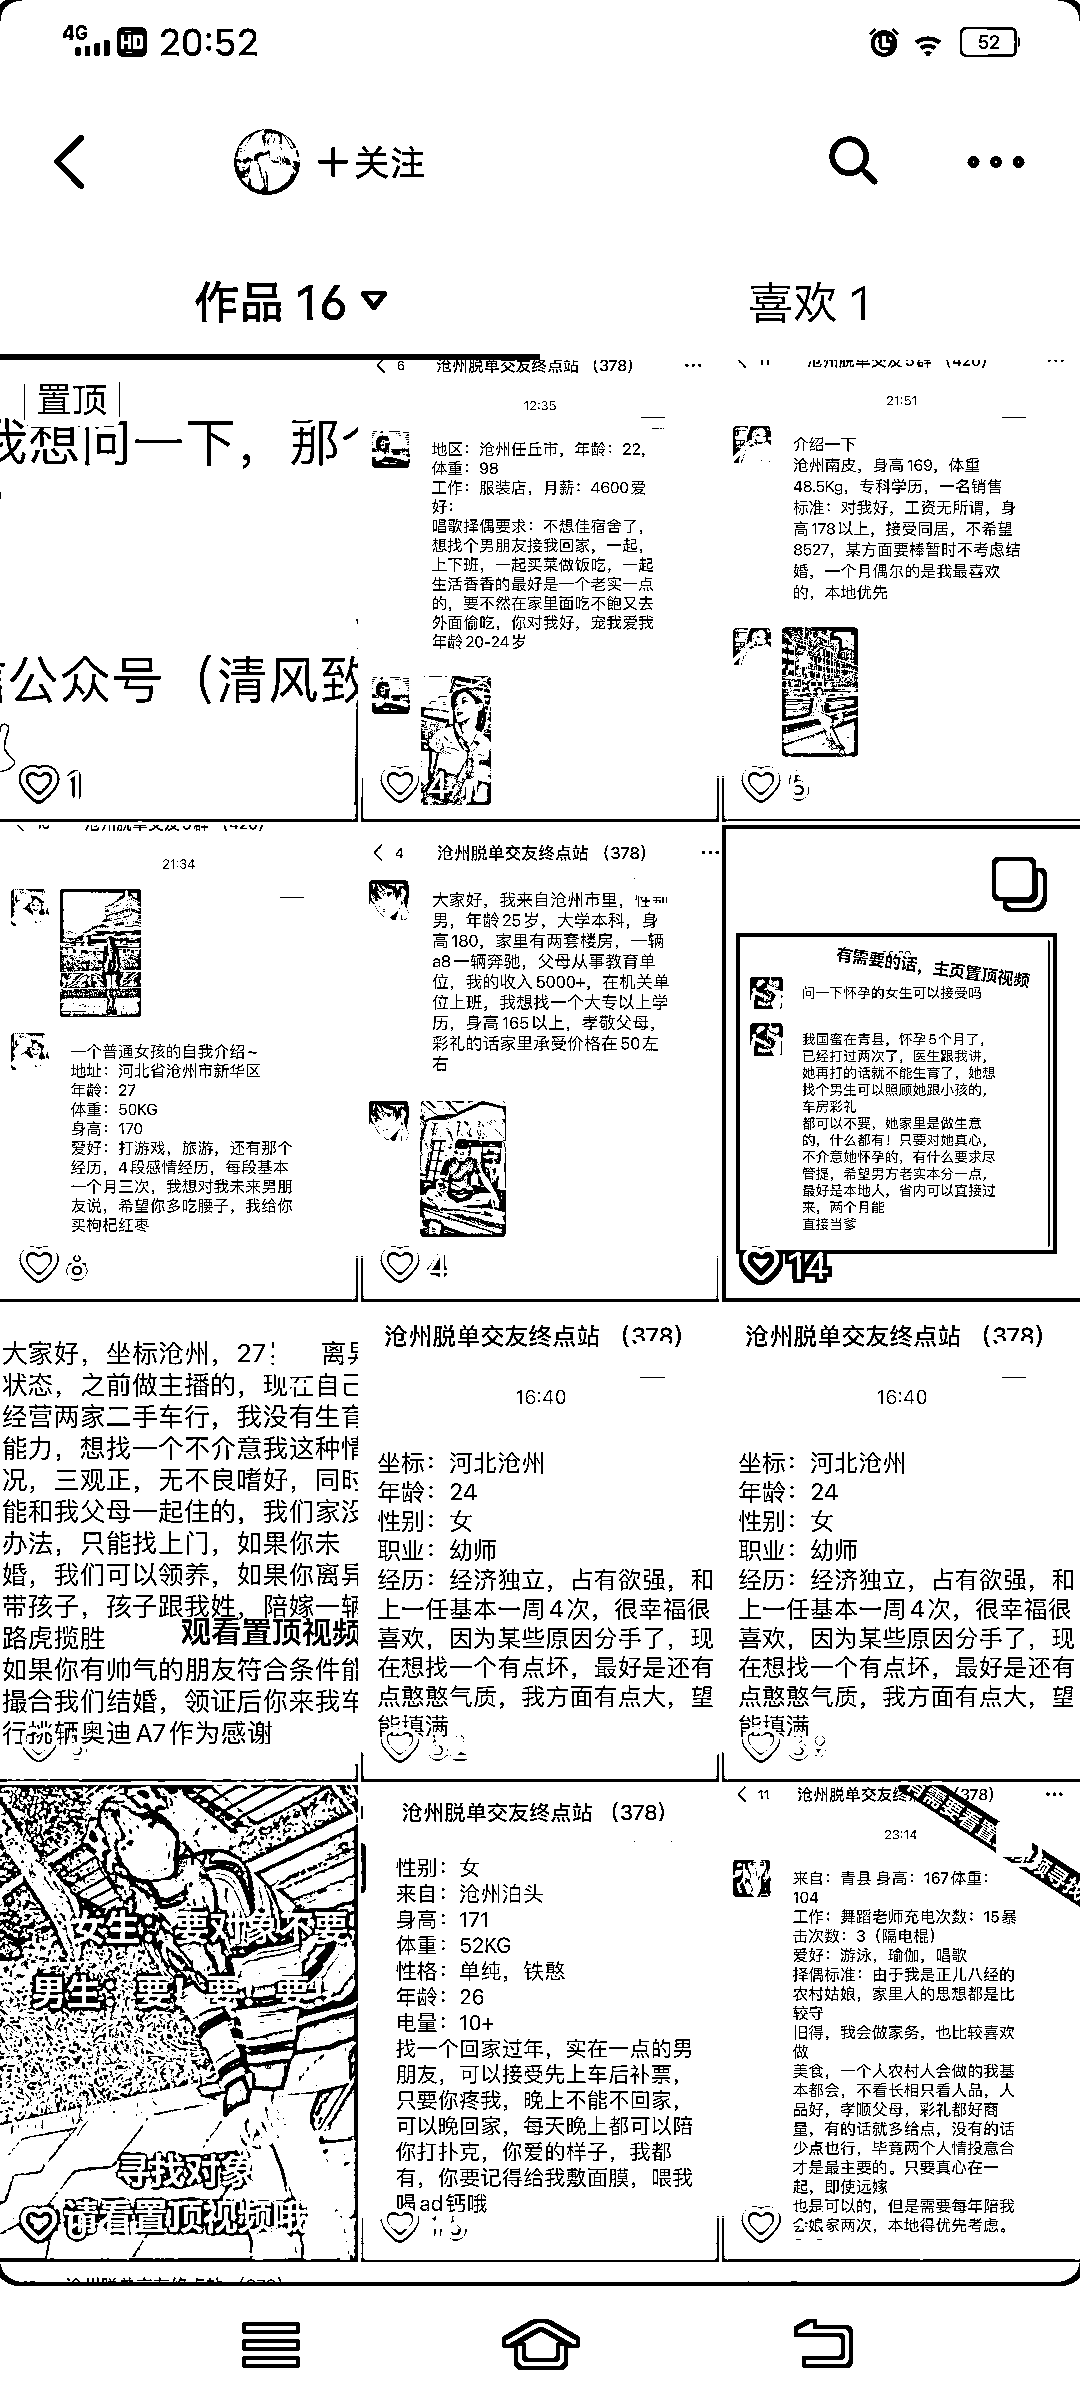 4G HD 20:52 52
+关注
作品 16
喜欢 1
置顶
我想问一下，那个
信公众号（清风致
1
6 沧州脱单交友终点站 （378）
12:35
地区：沧州任丘市，年龄：22，
体重：98
工作：服装店，月薪：4600爱
好：
唱歌择偶要求：不想住宿舍了，
想找个男朋友接我回家，一起，
上下班，一起买菜做饭吃，一起
生活香香的最好是一个老实一点
的，要不然在家里面吃不饱又去
外面偷吃，你对我好，宠我爱我
年龄20-24岁
4
11 沧州脱单交友5群 （420）
21:51
介绍一下
沧州南皮，身高169，体重
48.5Kg，专科学历，一名销售
标准：对我好，工资无所谓，身
高178以上，接受同居，不希望
8527，某方面要棒暂时不考虑结
婚，一个月偶尔的是我最喜欢
的，本地优先
5
沧州脱单交友5群 （420）
21:34
一个普通女孩的自我介绍~
地址：河北省沧州市新华区
年龄：27
体重：50KG
身高：170
爱好：打游戏，旅游，还有那个
经历，4段感情经历，每段基本
一个月三次，我想对我未来男朋
友说，希望你多吃腰子，我给你
买枸杞红枣
8
4 沧州脱单交友终点站 （378）
大家好，我来自沧州市里，性别
男，年龄25岁，大学本科，身
高180，家里有两套楼房，一辆
a8一辆奔驰，父母从事教育单
位，我的收入5000+，在机关单
位上班，我想找一个大专以上学
历，身高165以上，孝敬父母，
彩礼的话家里承受价格在50左
右
4
有需要的话，主页置顶视频
问一下怀孕的女生可以接受吗
我国蜜在青县，怀孕5个月了，
已经打过两次了，医生跟我讲，
她再打的话就不能生育了，她想
找个男生可以照顾她跟小孩的，
车房彩礼
都可以不要，她家里是做生意
的，什么都有！只要对她真心，
不介意她怀孕的，有什么要求尽
管提，希望男方老实本分一点，
最好是本地人，省内可以宜接过
来，两个月能
直接当爹
14
大家好，坐标沧州，27 离异
状态，之前做主播的，现在自己
经营两家二手车行，我没有生育
能力，想找一个不介意我这种情
况，三观正，无不良嗜好，同时
能和我父母一起住的，我们家没
办法，只能找上门，如果你未
婚，我们可以领养，如果你离异
带孩子，孩子跟我姓，陪嫁一辆
路虎揽胜
观看置顶视频
如果你有帅气的朋友符合条件能
撮合我们结婚，领证后你来我车
行挑辆奥迪A7作为感谢
沧州脱单交友终点站 （378）
16:40
坐标：河北沧州
年龄：24
性别：女
职业：幼师
经历：经济独立，占有欲强，和
上一任基本一周4次，很幸福很
喜欢，因为某些原因分手了，现
在想找一个有点坏，最好是还有
点憨憨气质，我方面有点大，望
能填满
沧州脱单交友终点站 （378）
16:40
坐标：河北沧州
年龄：24
性别：女
职业：幼师
经历：经济独立，占有欲强，和
上一任基本一周4次，很幸福很
喜欢，因为某些原因分手了，现
在想找一个有点坏，最好是还有
点憨憨气质，我方面有点大，望
能填满
女生：要对象不要
男生：要！要！要！
寻找对象
请看置顶视频哦
沧州脱单交友终点站 （378）
性别：女
来自：沧州泊头
身高：171
体重：52KG
性格：单纯，铁憨
年龄：26
电量：10+
找一个回家过年，实在一点的男
朋友，可以接受先上车后补票，
只要你疼我，晚上不能不回家，
可以晚回家，每天晚上都可以陪
你打扑克，你爱的样子，我都
有，你要记得给我敷面膜，喂我
喝ad钙哦
11 沧州脱单交友终 378）
23:14
来自：青县 身高：167体重：
104
工作：舞蹈老师充电次数：15暴
击次数：3（隔电棍）
爱好：游泳，瑜伽，唱歌
择偶标准：由于我是正儿八经的
农村姑娘，家里人的思想都是比
较守
旧得，我会做家务，也比较喜欢
做
美食，一个人农村人会做的我基
本都会，不看长相只看人品，人
品好，孝顺父母，彩礼都好商
量，有的话就多给点，没有的话
少点也行，毕竟两个人情投意合
才是最主要的。只要真心在一
起，即使远嫁
也是可以的，但是需要每年陪我
会娘家两次，本地得优先考虑。